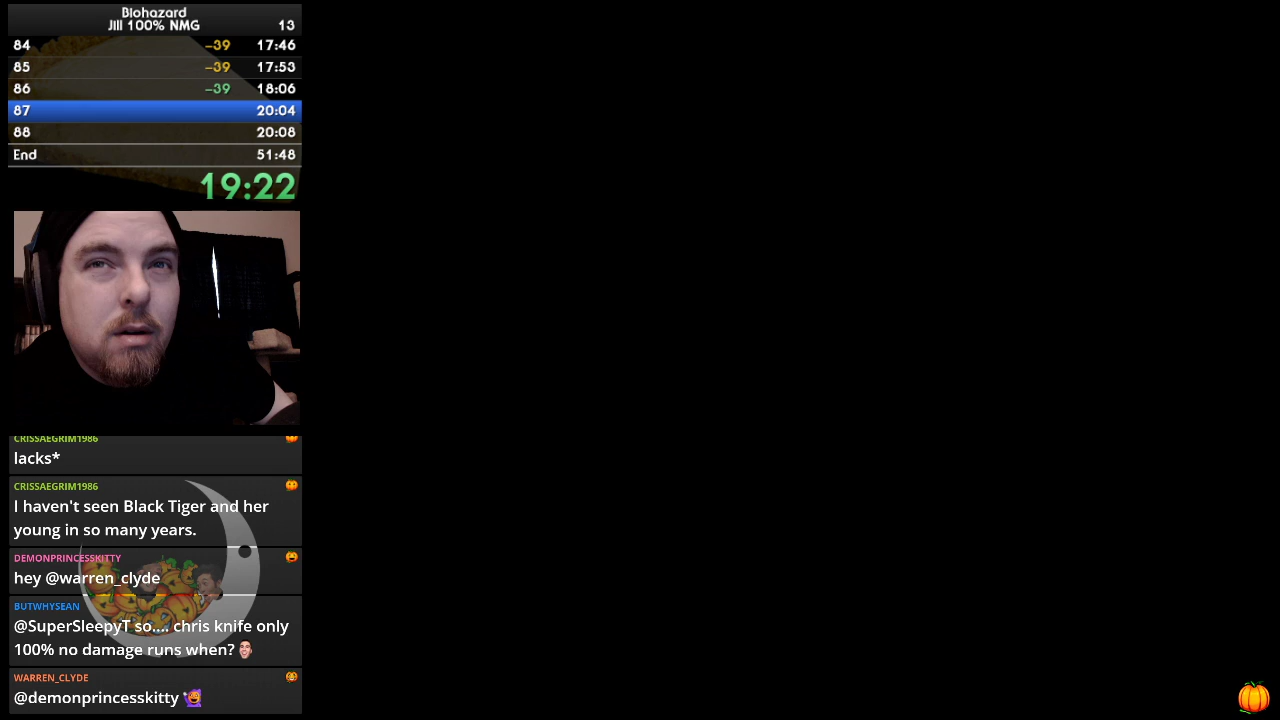 Biohazard
Jill 100% NMG 13
84 -39 17:46
85 -39 17:53
86 -39 18:06
87 20:04
88 20:08
End 51:48
19:22
CRISSAEGRIM1986
lacks*
CRISSAEGRIM1986
I haven't seen Black Tiger and her
young in so many years.
DEMONPRINCESSKITTY
hey @warren_clyde
BUTWHYSEAN
@SuperSleepyT so.... chris knife only
100% no damage runs when?
WARREN_CLYDE
@demonprincesskitty